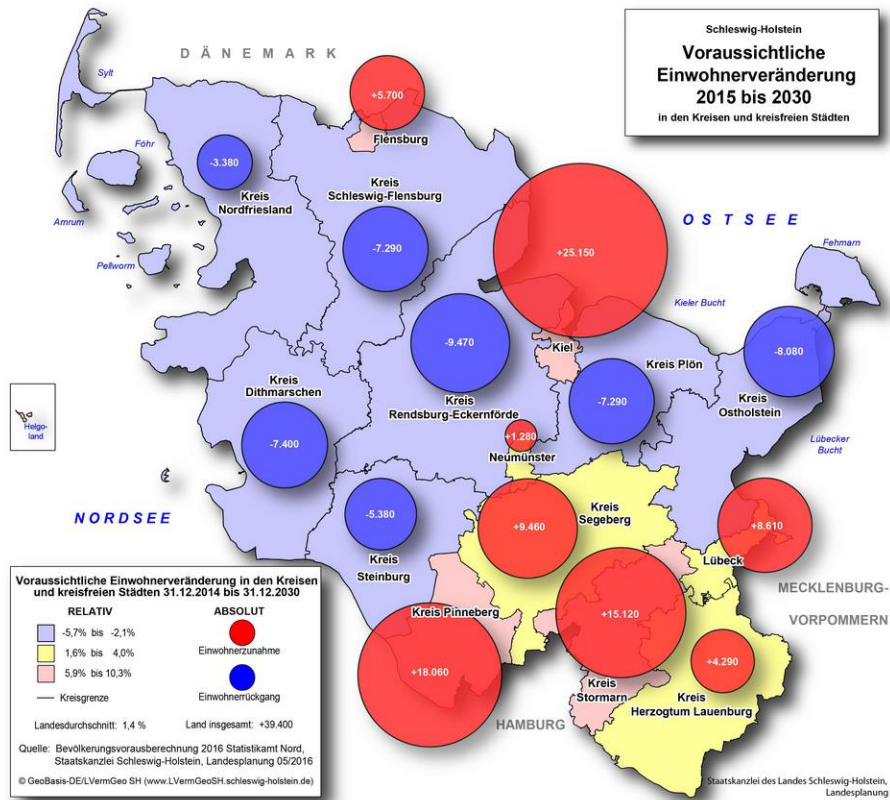 Schleswig-Holstein
Voraussichtliche
Einwohnerveränderung
2015 bis 2030
in den Kreisen und kreisfreien Städten
DÄNEMARK
Sylt
+5.700
Flensburg
Föhr
-3.380
Kreis
Nordfriesland
Kreis
Schleswig-Flensburg
Amrum
OSTSEE
-7.290
+25.150
Fehmarn
Pellworm
Kieler Bucht
-9.470
Kiel
-8.080
Kreis Plön
Kreis
Dithmarschen
Kreis
Rendsburg-Eckernförde
-7.290
Kreis
Ostholstein
Helgo-
land
-7.400
+1.280
Neumünster
Lübecker
Bucht
NORDSEE
-5.380
Kreis
Segeberg
+9.460
+8.610
Kreis
Steinburg
Lübeck
MECKLENBURG-
VORPOMMERN
Kreis Pinneberg
+15.120
+18.060
+4.290
Kreis
Stormarn
Kreis
Herzogtum Lauenburg
HAMBURG
Voraussichtliche Einwohnerveränderung in den Kreisen
und kreisfreien Städten 31.12.2014 bis 31.12.2030
RELATIV
ABSOLUT
-5,7% bis -2,1%
1,6% bis 4,0%
Einwohnerzunahme
5,9% bis 10,3%
Kreisgrenze
Einwohnerrückgang
Landesdurchschnitt: 1,4 %
Land insgesamt: +39.400
Quelle: Bevölkerungsvorausberechnung 2016 Statistikamt Nord,
Staatskanzlei Schleswig-Holstein, Landesplanung 05/2016
© GeoBasis-DE/LVermGeo SH (www.LVermGeoSH.schleswig-holstein.de)
Staatskanzlei des Landes Schleswig-Holstein,
Landesplanung